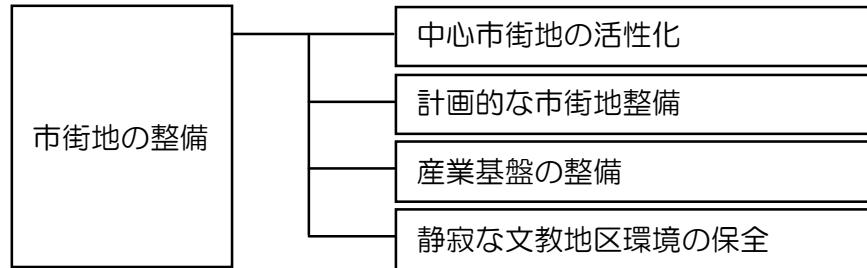 市街地の整備
中心市街地の活性化
計画的な市街地整備
産業基盤の整備
静寂な文教地区環境の保全